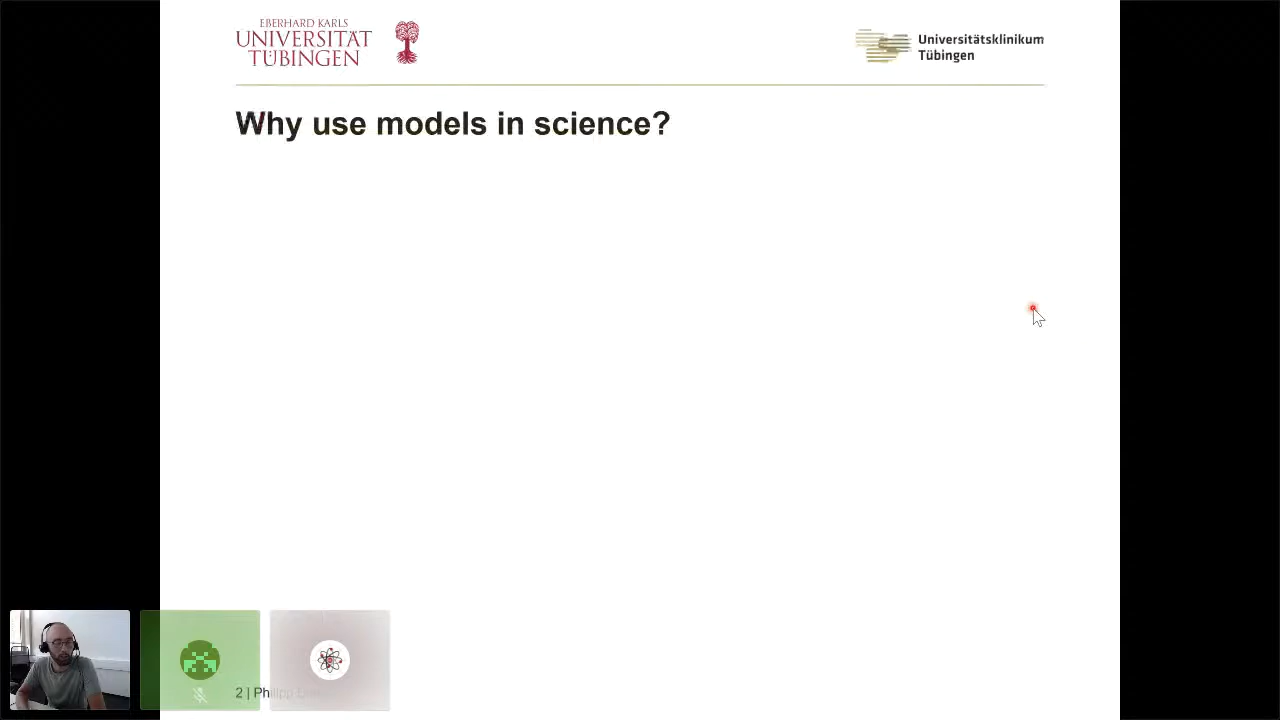 EBERHARD KARLS
UNIVERSITÄT
TÜBINGEN
Universitätsklinikum
Tübingen
Why use models in science?
2 | Philipp